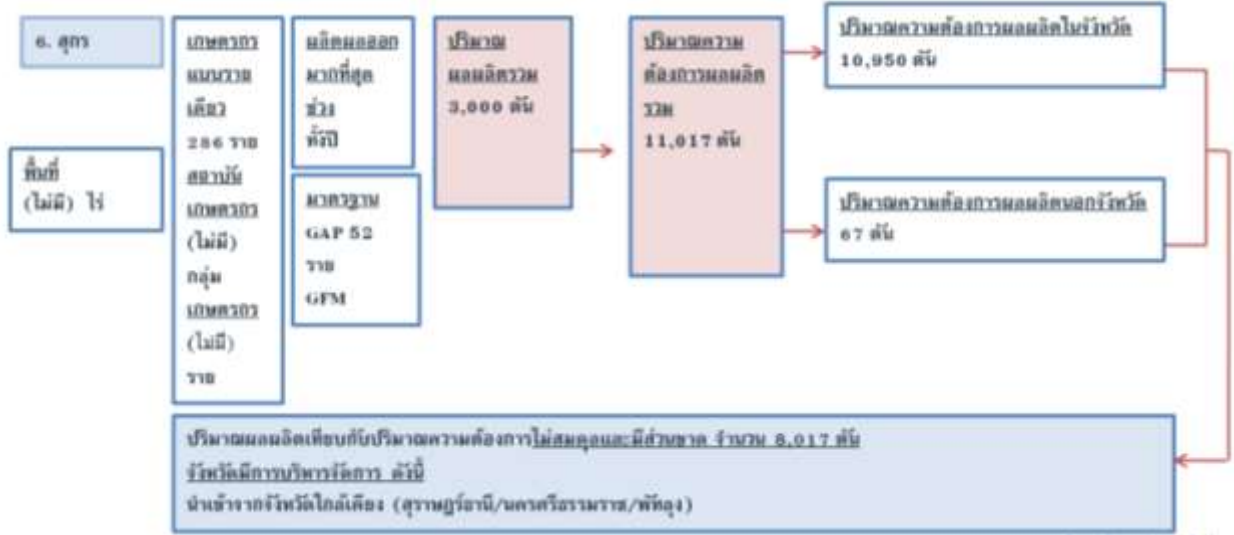 6. สุกร
พื้นที่
(ไม่มี) ไร่
เกษตรกร
แบบราย
เดียว
286 ราย
สถาบัน
เกษตรกร
(ไม่มี)
กลุ่ม
เกษตรกร
(ไม่มี)
ราย
ผลิตผลออก
มากที่สุด
ช่วง
ทั้งปี
มาตรฐาน
GAP 52
ราย
GFM
ปริมาณ
ผลผลิตรวม
3,000 ตัน
ปริมาณความ
ต้องการผลผลิต
รวม
11,017 ตัน
ปริมาณความต้องการผลผลิตในจังหวัด
10,950 ตัน
ปริมาณความต้องการผลผลิตนอกจังหวัด
67 ตัน
ปริมาณผลผลิตเทียบกับปริมาณความต้องการไม่สมดุลและมีส่วนขาด จำนวน 8,017 ตัน
จังหวัดมีการบริหารจัดการ ดังนี้
นำเข้าจากจังหวัดใกล้เคียง (สุราษฎร์ธานี/นครศรีธรรมราช/พัทลุง)